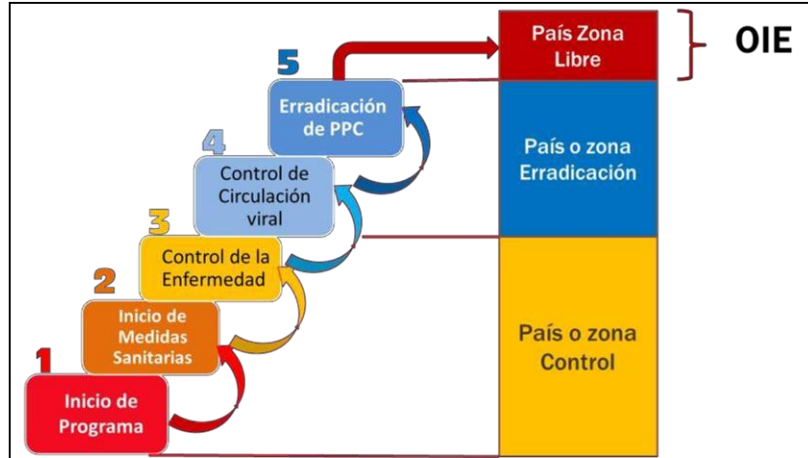 5
Erradicación
de PPC
4
Control de
Circulación
viral
3
Control de la
Enfermedad
2
Inicio de
Medidas
Sanitarias
1
Inicio de
Programa
País Zona
Libre
OIE
País o zona
Erradicación
País o zona
Control